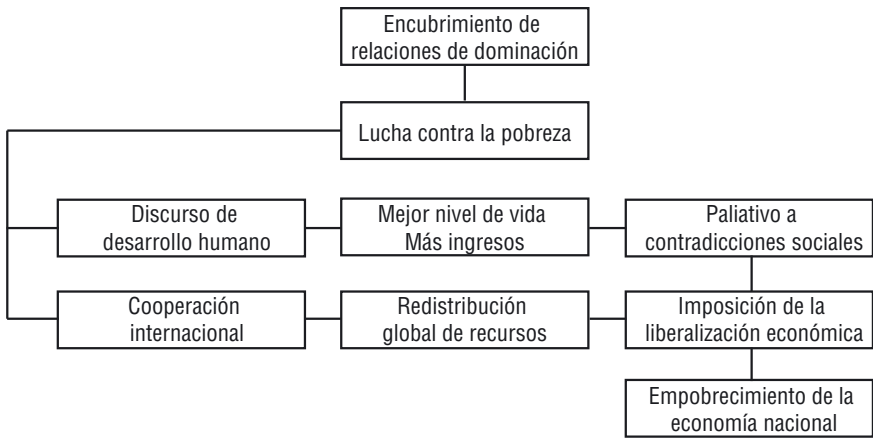 Encubrimiento de
relaciones de dominación
Lucha contra la pobreza
Discurso de
desarrollo humano
Mejor nivel de vida
Más ingresos
Paliativo a
contradicciones sociales
Cooperación
internacional
Redistribución
global de recursos
Imposición de la
liberalización económica
Empobrecimiento de la
economía nacional